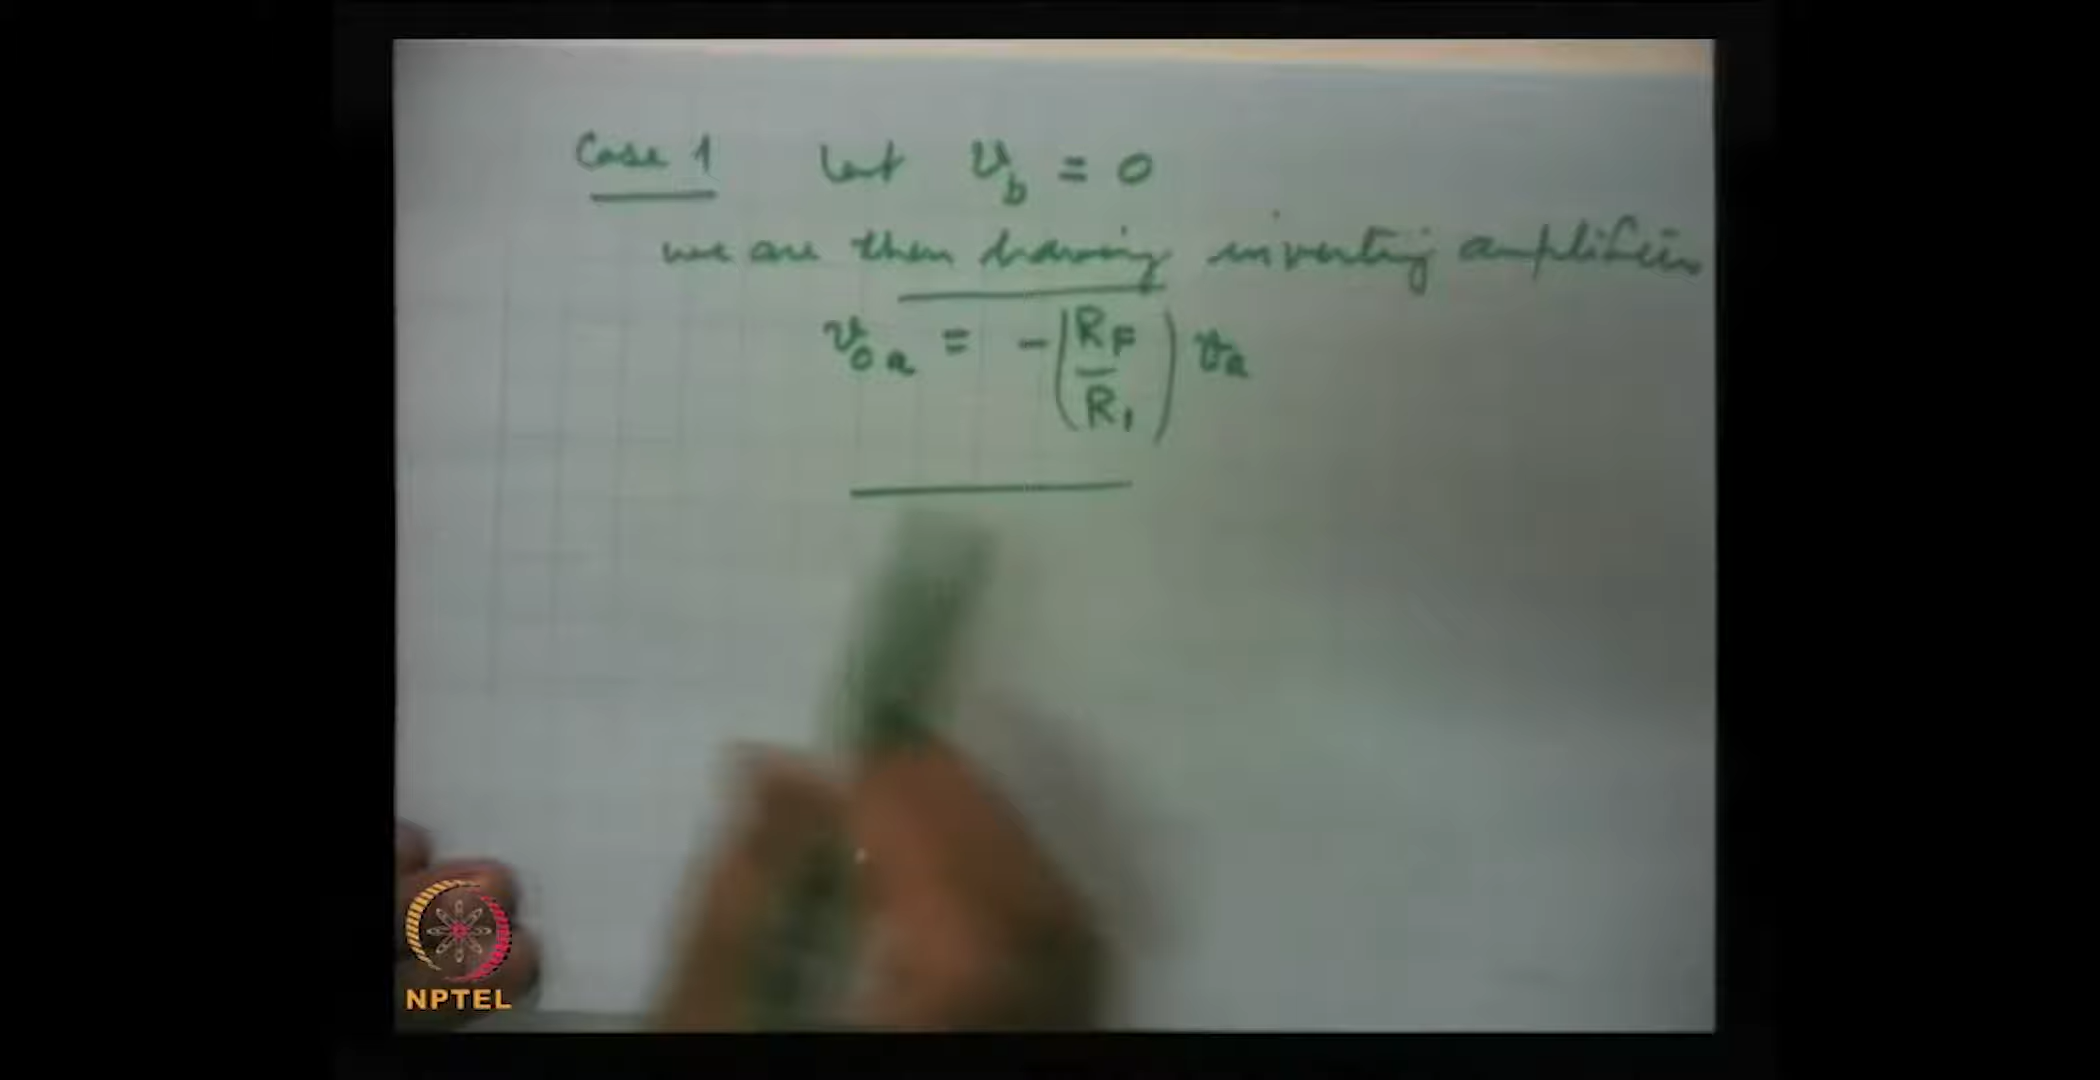 Case 1 Let v_b = 0
we are then having inverting amplifier
v_oa = -(R_F / R_1) v_a
NPTEL